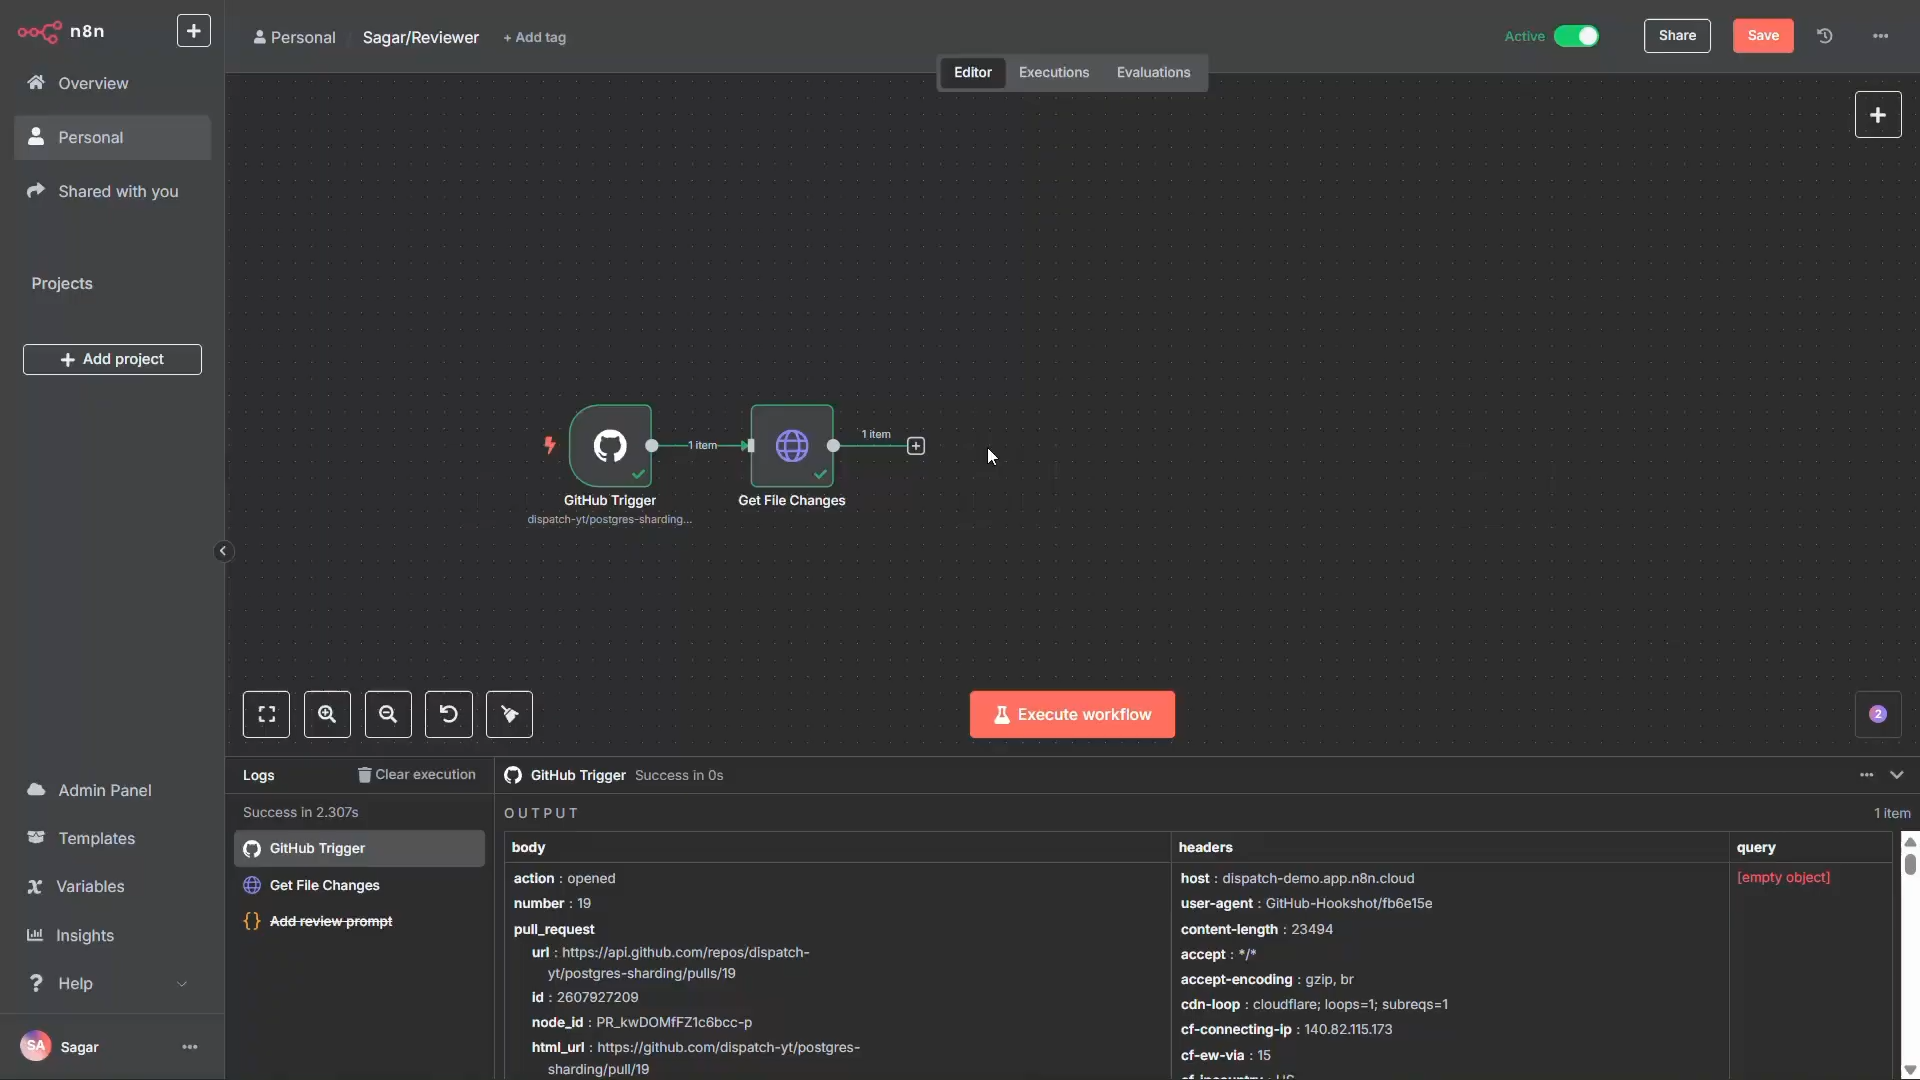 n8n
Personal
Sagar/Reviewer
+ Add tag
Active
Share
Save
Editor
Executions
Evaluations
Overview
Personal
Shared with you
Projects
Add project
1 item
1 item
GitHub Trigger
dispatch-yt/postgres-sharding...
Get File Changes
Execute workflow
2
Admin Panel
Templates
Variables
Insights
Help
SA
Sagar
Logs
Clear execution
Success in 2.307s
GitHub Trigger
Get File Changes
Add review prompt
GitHub Trigger Success in 0s
OUTPUT
1 item
body
headers
query
action : opened
number : 19
pull_request
url : https://api.github.com/repos/dispatch-
yt/postgres-sharding/pulls/19
id : 2607927209
node_id : PR_kwDOMfFZ1c6bcc-p
html_url : https://github.com/dispatch-yt/postgres-
sharding/pull/19
host : dispatch-demo.app.n8n.cloud
user-agent : GitHub-Hookshot/fb6e15e
content-length : 23494
accept : */*
accept-encoding : gzip, br
cdn-loop : cloudflare; loops=1; subreqs=1
cf-connecting-ip : 140.82.115.173
cf-ew-via : 15
[empty object]